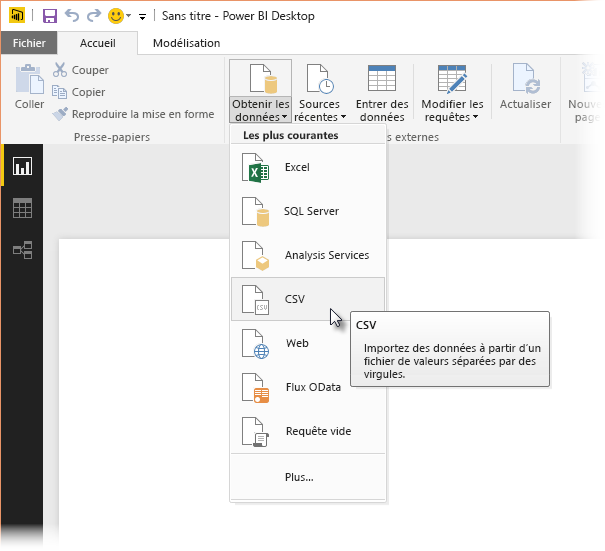 Sans titre - Power BI Desktop
Fichier Accueil Modélisation
Coller
Couper
Copier
Reproduire la mise en forme
Presse-papiers
Obtenir les données
Sources récentes
Entrer des données
Modifier les requêtes
Actualiser
page
s externes
Les plus courantes
Excel
SQL Server
Analysis Services
CSV
CSV
Web
Flux OData
Requête vide
Plus...
CSV
Importez des données à partir d'un
fichier de valeurs séparées par des
virgules.